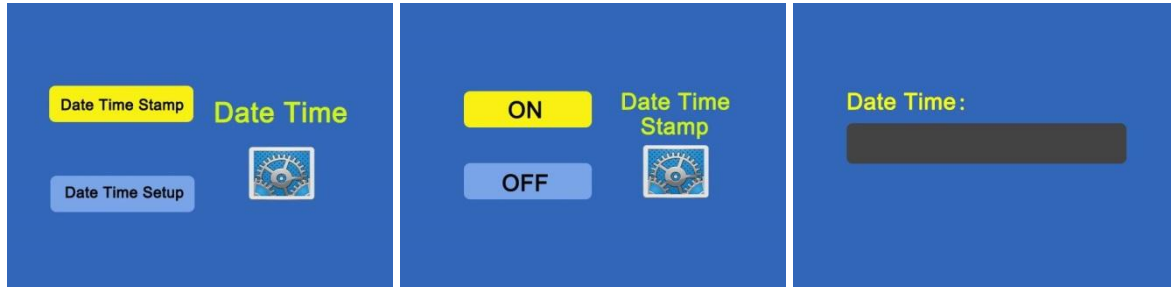 Date Time Stamp
Date Time
Date Time Setup
ON
Date Time
Stamp
OFF
Date Time: